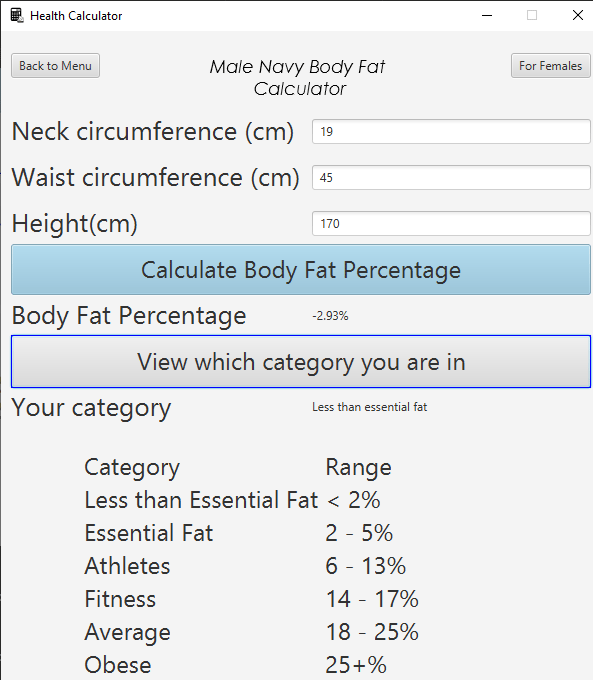 Health Calculator
Back to Menu
Male Navy Body Fat
Calculator
For Females
Neck circumference (cm) 19
Waist circumference (cm) 45
Height(cm) 170
Calculate Body Fat Percentage
Body Fat Percentage -2.93%
View which category you are in
Your category Less than essential fat
Category Range
Less than Essential Fat < 2%
Essential Fat 2 - 5%
Athletes 6 - 13%
Fitness 14 - 17%
Average 18 - 25%
Obese 25+%